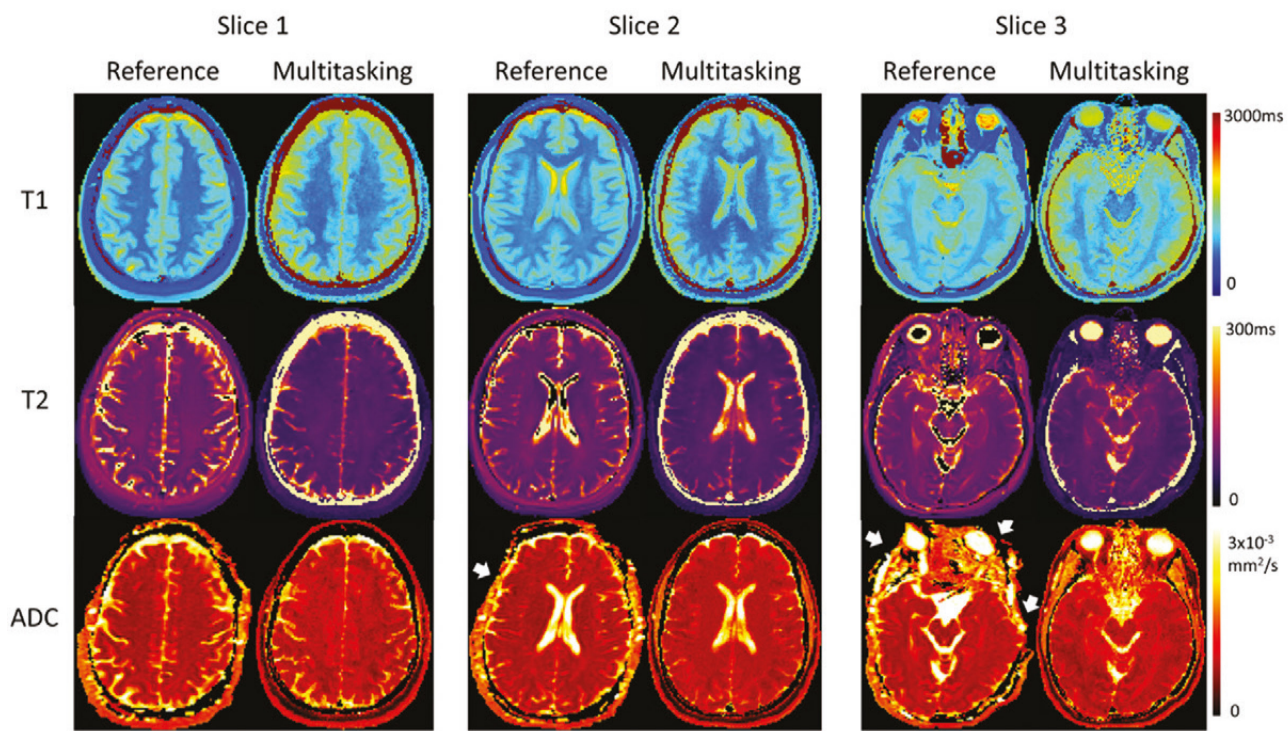 Slice 1 Slice 2 Slice 3
Reference Multitasking Reference Multitasking Reference Multitasking
T1
3000ms
0
T2
300ms
0
ADC
3x10⁻³
mm²/s
0